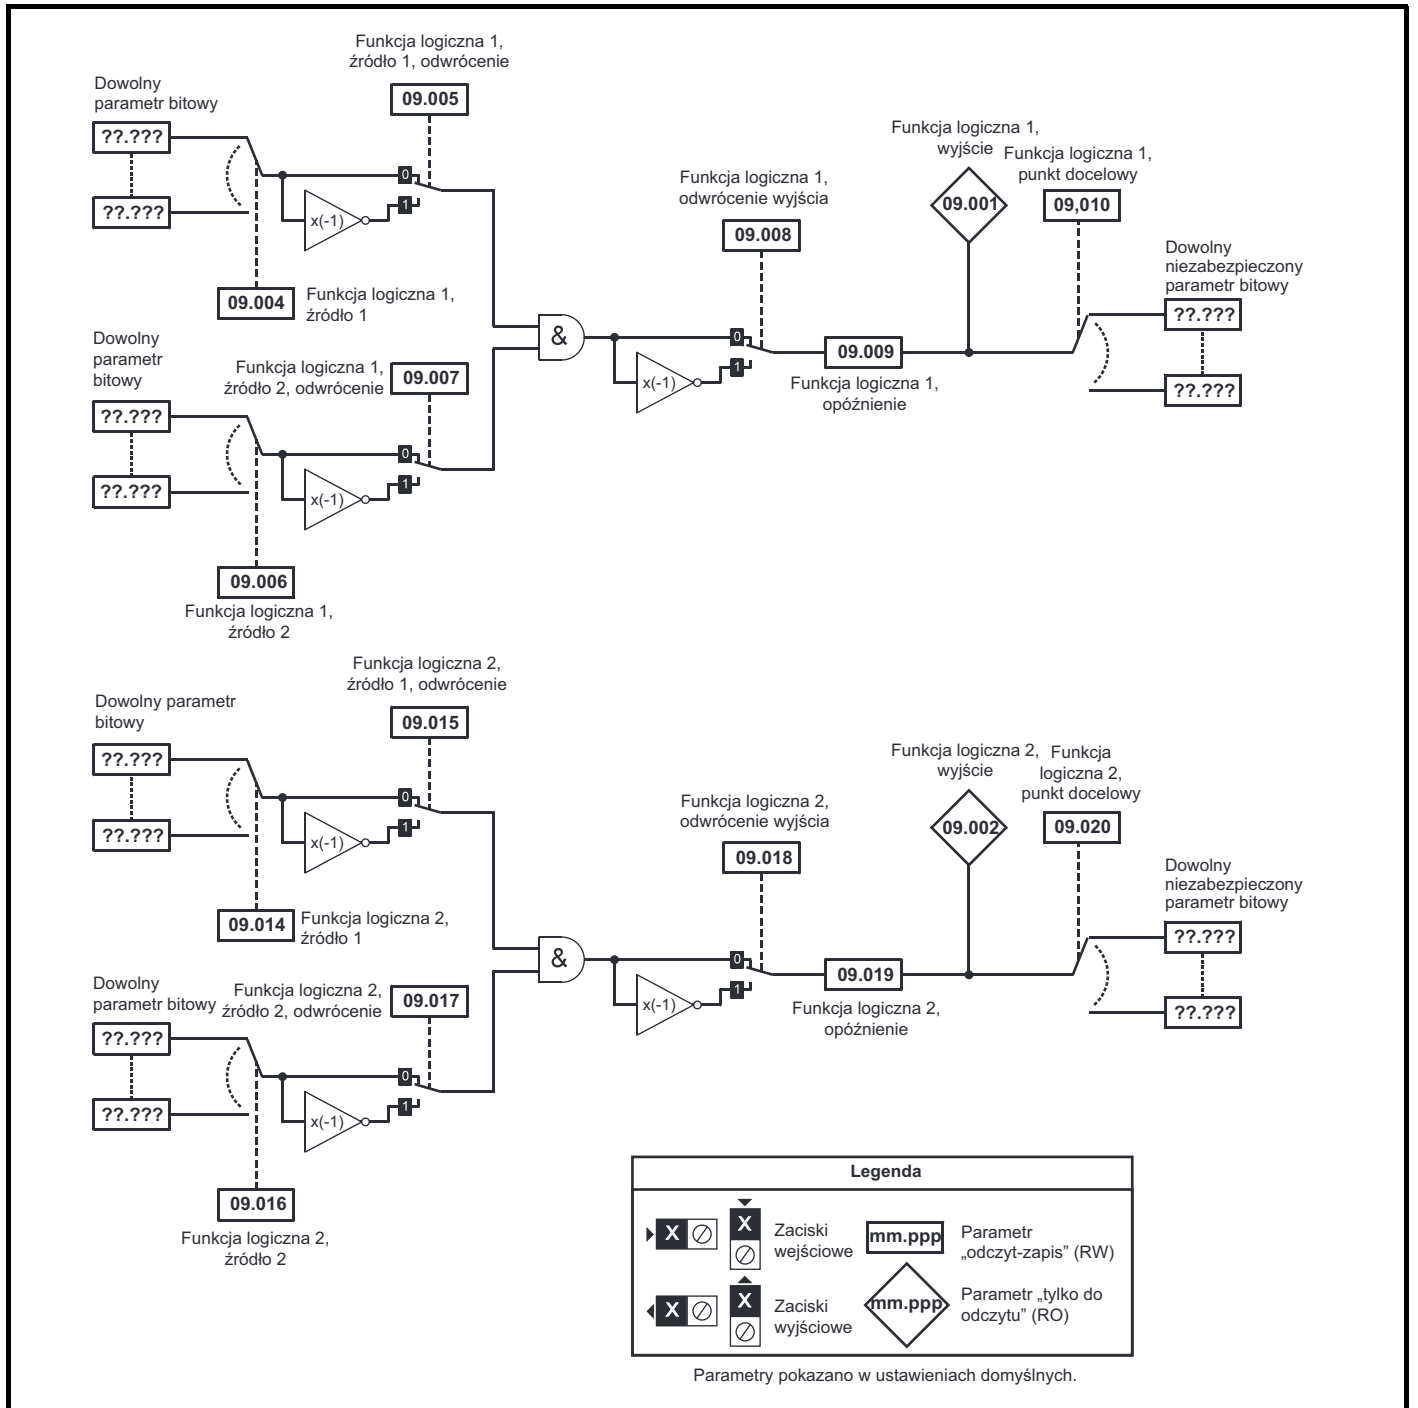 Funkcja logiczna 1,
źródło 1, odwrócenie
09.005
Dowolny
parametr bitowy
??.???
??.???
0
1
x(-1)
09.004
Funkcja logiczna 1,
źródło 1
Dowolny
parametr
bitowy
Funkcja logiczna 1,
źródło 2, odwrócenie
09.007
??.???
??.???
0
1
x(-1)
09.006
Funkcja logiczna 1,
źródło 2
&
x(-1)
Funkcja logiczna 1,
odwrócenie wyjścia
09.008
0
1
09.009
Funkcja logiczna 1,
opóźnienie
Funkcja logiczna 1,
wyjście
09.001
Funkcja logiczna 1,
punkt docelowy
09,010
Dowolny
niezabezpieczony
parametr bitowy
??.???
??.???
Funkcja logiczna 2,
źródło 1, odwrócenie
09.015
Dowolny parametr
bitowy
??.???
??.???
0
1
x(-1)
09.014
Funkcja logiczna 2,
źródło 1
Dowolny
parametr bitowy
Funkcja logiczna 2,
źródło 2, odwrócenie
09.017
??.???
??.???
0
1
x(-1)
09.016
Funkcja logiczna 2,
źródło 2
&
x(-1)
Funkcja logiczna 2,
odwrócenie wyjścia
09.018
0
1
09.019
Funkcja logiczna 2,
opóźnienie
Funkcja logiczna 2,
wyjście
09.002
Funkcja
logiczna 2,
punkt docelowy
09.020
Dowolny
niezabezpieczony
parametr bitowy
??.???
??.???
Legenda
X
X
Zaciski
wejściowe
mm.ppp
Parametr
„odczyt-zapis” (RW)
X
X
Zaciski
wyjściowe
mm.ppp
Parametr „tylko do
odczytu” (RO)
Parametry pokazano w ustawieniach domyślnych.